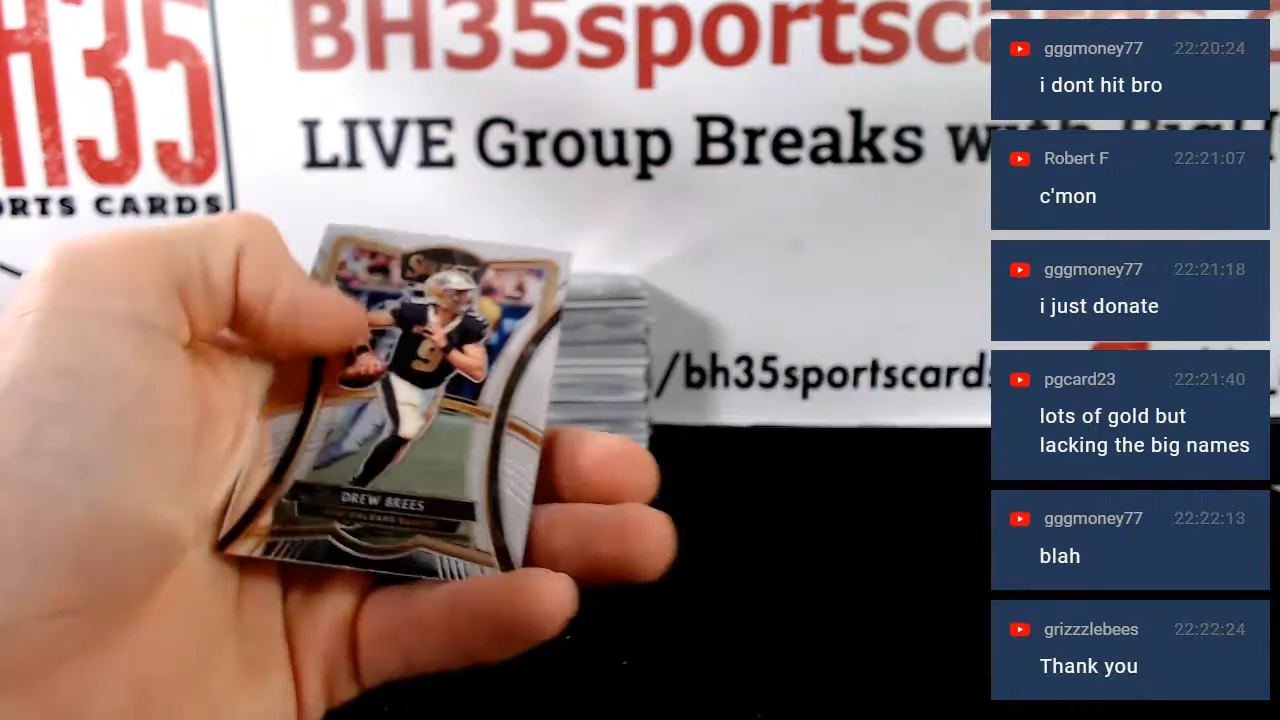 H35
ORTS CARDS
BH35sportsca
LIVE Group Breaks w
/bh35sportscards
DREW BREES
9
gggmoney77 22:20:24
i dont hit bro
Robert F 22:21:07
c'mon
gggmoney77 22:21:18
i just donate
pgcard23 22:21:40
lots of gold but
lacking the big names
gggmoney77 22:22:13
blah
grizzzlebees 22:22:24
Thank you